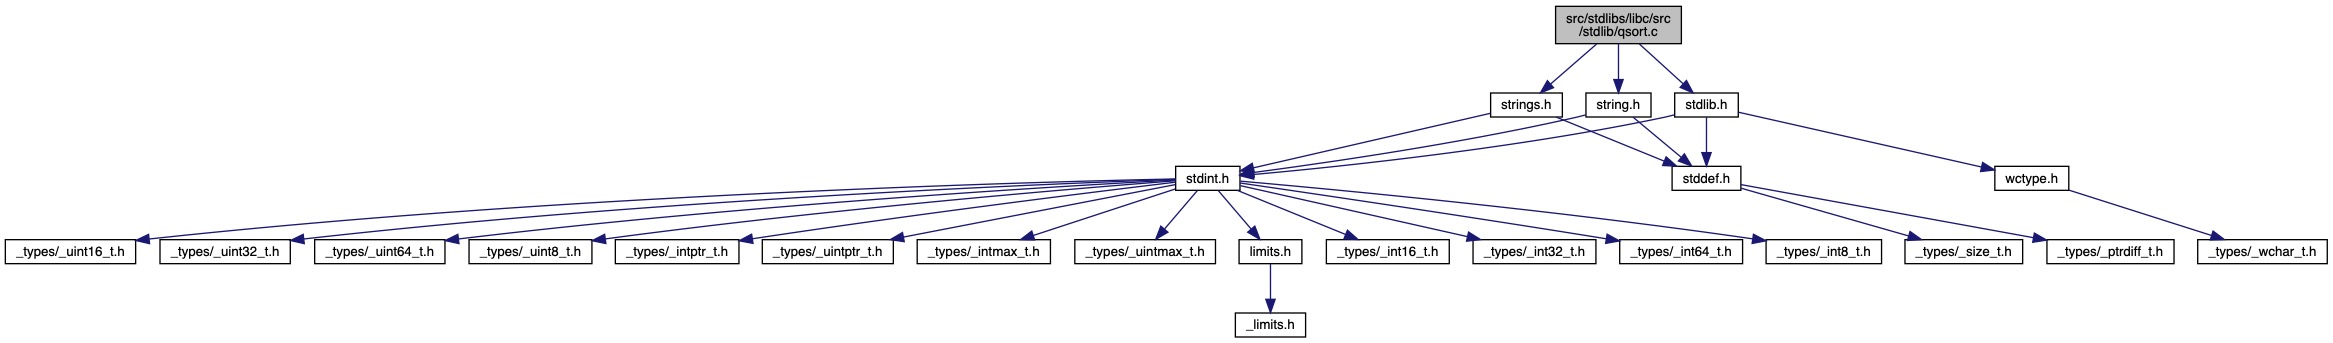 src/stdlibs/libc/src
/stdlib/qsort.c
strings.h
string.h
stdlib.h
stdint.h
stddef.h
wctype.h
_types/_uint16_t.h
_types/_uint32_t.h
_types/_uint64_t.h
_types/_uint8_t.h
_types/_intptr_t.h
_types/_uintptr_t.h
_types/_intmax_t.h
_types/_uintmax_t.h
limits.h
_types/_int16_t.h
_types/_int32_t.h
_types/_int64_t.h
_types/_int8_t.h
_types/_size_t.h
_types/_ptrdiff_t.h
_types/_wchar_t.h
_limits.h